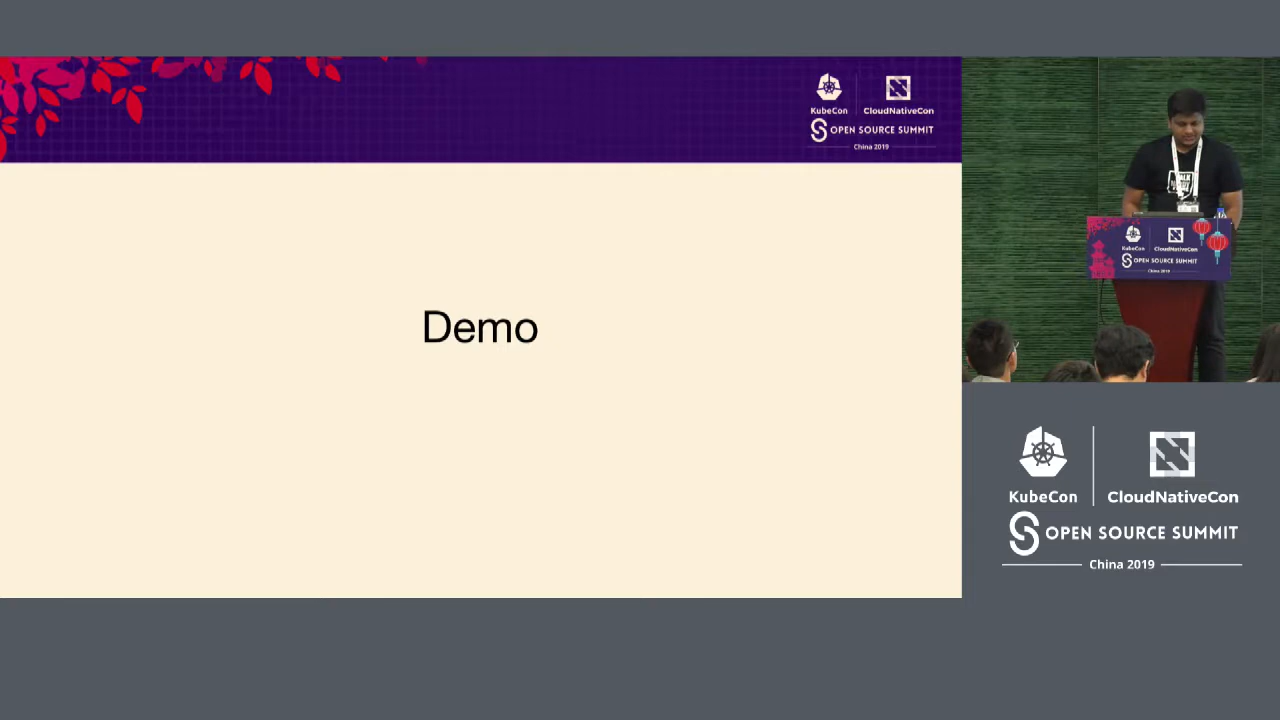 KubeCon
CloudNativeCon
OPEN SOURCE SUMMIT
China 2019
Demo
KubeCon
CloudNativeCon
OPEN SOURCE SUMMIT
China 2019
KubeCon
CloudNativeCon
OPEN SOURCE SUMMIT
China 2019